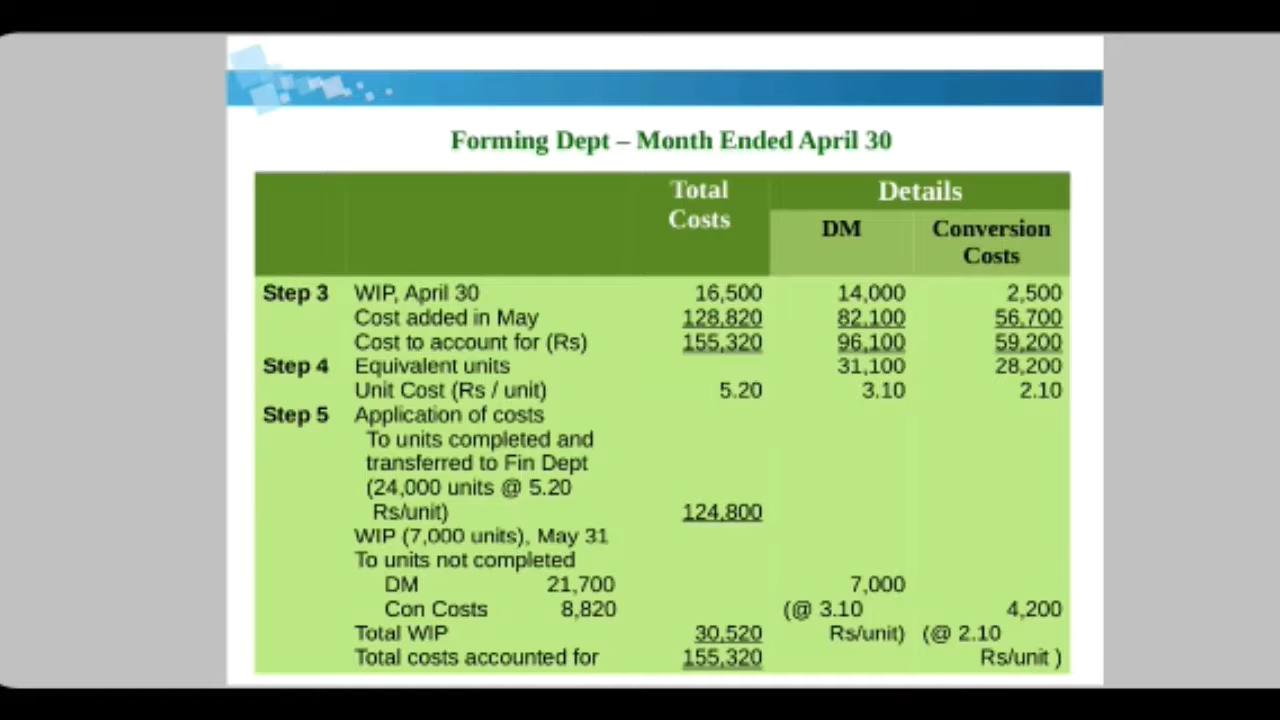 Forming Dept – Month Ended April 30
Total Costs Details
DM Conversion Costs
Step 3 WIP, April 30 16,500 14,000 2,500
Cost added in May 128,820 82,100 56,700
Cost to account for (Rs) 155,320 96,100 59,200
Step 4 Equivalent units 31,100 28,200
Unit Cost (Rs / unit) 5.20 3.10 2.10
Step 5 Application of costs
To units completed and
transferred to Fin Dept
(24,000 units @ 5.20
Rs/unit) 124,800
WIP (7,000 units), May 31
To units not completed
DM 21,700 7,000
Con Costs 8,820 (@ 3.10 4,200
Total WIP 30,520 Rs/unit) (@ 2.10
Total costs accounted for 155,320 Rs/unit )